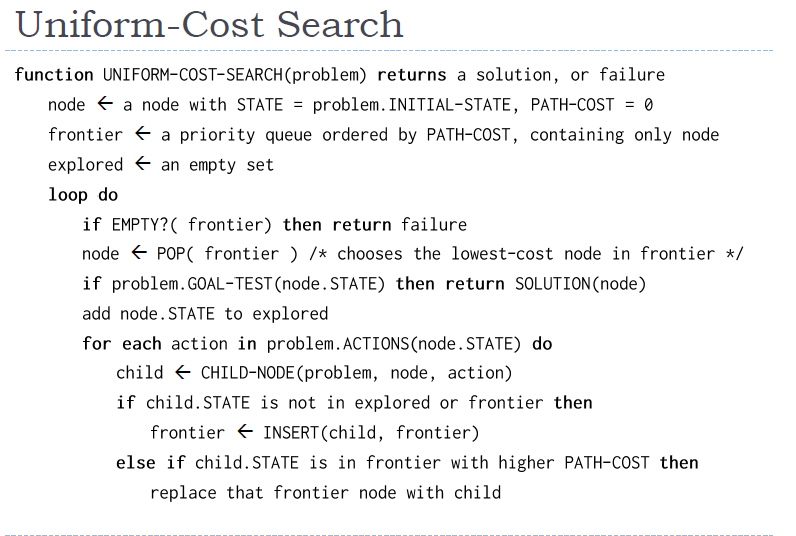 Uniform-Cost Search
function UNIFORM-COST-SEARCH(problem) returns a solution, or failure
node ← a node with STATE = problem.INITIAL-STATE, PATH-COST = 0
frontier ← a priority queue ordered by PATH-COST, containing only node
explored ← an empty set
loop do
if EMPTY?( frontier) then return failure
node ← POP( frontier ) /* chooses the lowest-cost node in frontier */
if problem.GOAL-TEST(node.STATE) then return SOLUTION(node)
add node.STATE to explored
for each action in problem.ACTIONS(node.STATE) do
child ← CHILD-NODE(problem, node, action)
if child.STATE is not in explored or frontier then
frontier ← INSERT(child, frontier)
else if child.STATE is in frontier with higher PATH-COST then
replace that frontier node with child